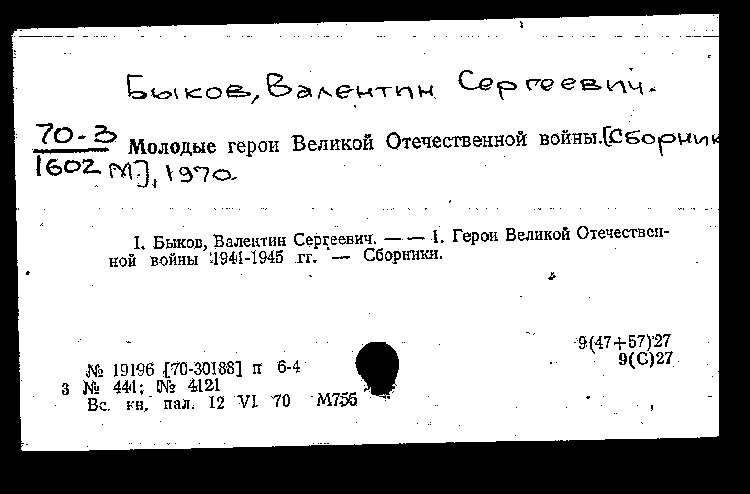 Быков, Валентин Сергеевич.
70-3
1602
Молодые герои Великой Отечественной войны. [Сборник
М.], 1970.
I. Быков, Валентин Сергеевич. — — 1. Герои Великой Отечествен-
ной войны 1941-1945 гг. — Сборники.
9(47+57)27
9(С)27
№ 19196 [70-30188] п 6-4
3 № 441; № 4121
Вс. кн. пал. 12 VI 70 М755